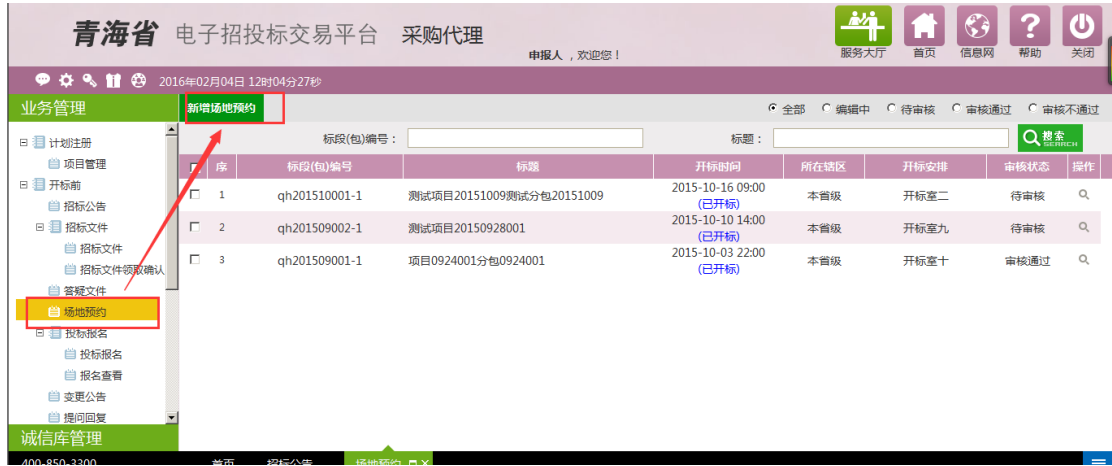 青海省 电子招投标交易平台 采购代理
申报人 ，欢迎您！
服务大厅 首页 信息网 帮助 关闭
2016年02月04日 12时04分27秒
业务管理
新增场地预约
全部 编辑中 待审核 审核通过 审核不通过
标段(包)编号： 标题： 搜索 SEARCH
序 标段(包)编号 标题 开标时间 所在辖区 开标安排 审核状态 操作
1 qh201510001-1 测试项目20151009测试分包20151009 2015-10-16 09:00 本省级 开标室二 待审核
(已开标)
2 qh201509002-1 测试项目20150928001 2015-10-10 14:00 本省级 开标室九 待审核
(已开标)
3 qh201509001-1 项目0924001分包0924001 2015-10-03 22:00 本省级 开标室十 审核通过
(已开标)
计划注册
项目管理
开标前
招标公告
招标文件
招标文件
招标文件领取确认
答疑文件
场地预约
投标报名
投标报名
报名查看
变更公告
提问回复
诚信库管理
400-850-3300 首页 招标公告 场地预约